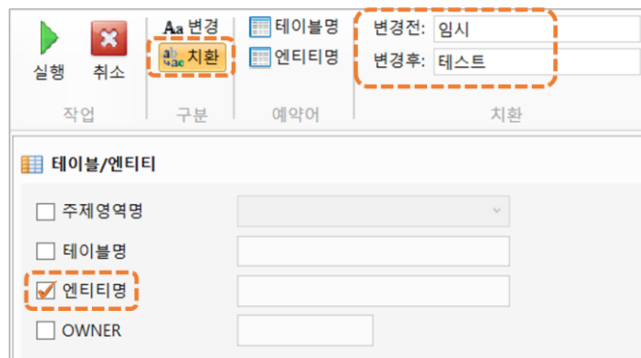 Aa 변경 테이블명 변경전: 임시
치환 엔티티명 변경후: 테스트
실행 취소
작업 구분 예약어 치환
테이블/엔티티
주제영역명
테이블명
엔티티명
OWNER